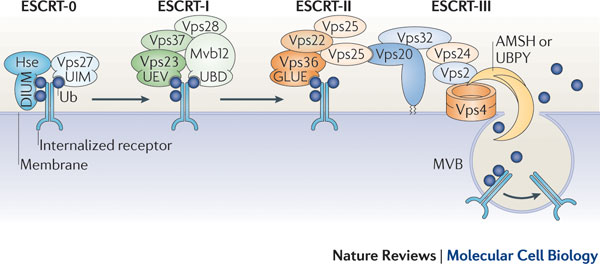 ESCRT-0
ESCRT-I
ESCRT-II
ESCRT-III
Hse
DIUM
Vps27
UIM
Ub
Vps28
Vps37
Mvb12
Vps23
UEV
UBD
Vps25
Vps22
Vps25
Vps36
GLUE
Vps32
Vps20
Vps24
Vps2
Vps4
AMSH or
UBPY
Internalized receptor
Membrane
MVB
Nature Reviews | Molecular Cell Biology